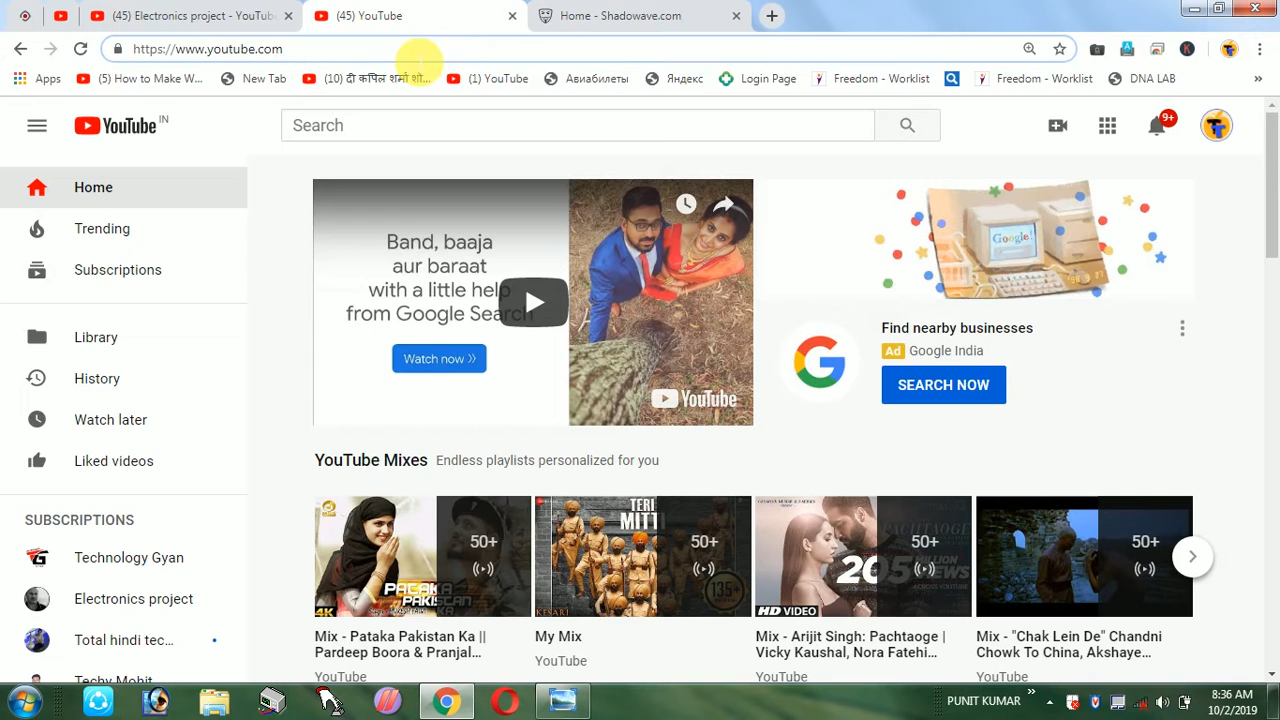 (45) Electronics project - YouTube
(45) YouTube
Home - Shadowave.com
https://www.youtube.com
Apps
(5) How to Make W...
New Tab
(10) दी कपिल शर्मा शो...
(1) YouTube
Авиабилеты
Яндекс
Login Page
Freedom - Worklist
Freedom - Worklist
DNA LAB
»
YouTube IN
Search
9+
Home
Trending
Subscriptions
Library
History
Watch later
Liked videos
SUBSCRIPTIONS
Technology Gyan
Electronics project
Total hindi tec...
Techy Mohit
Band, baaja
aur baraat
with a little help
from Google Search
Watch now »
YouTube
Google!
Find nearby businesses
Ad Google India
SEARCH NOW
YouTube Mixes Endless playlists personalized for you
4K
PATAKA
PAKISTAN
50+
TERI
MITTI
KESARI
135+
50+
HD VIDEO
PACHTAOGE
205 MILLION
VIEWS
50+
50+
Mix - Pataka Pakistan Ka ||
Pardeep Boora & Pranjal...
YouTube
My Mix
YouTube
Mix - Arijit Singh: Pachtaoge |
Vicky Kaushal, Nora Fatehi...
YouTube
Mix - "Chak Lein De" Chandni
Chowk To China, Akshaye...
YouTube
PUNIT KUMAR
»
8:36 AM
10/2/2019